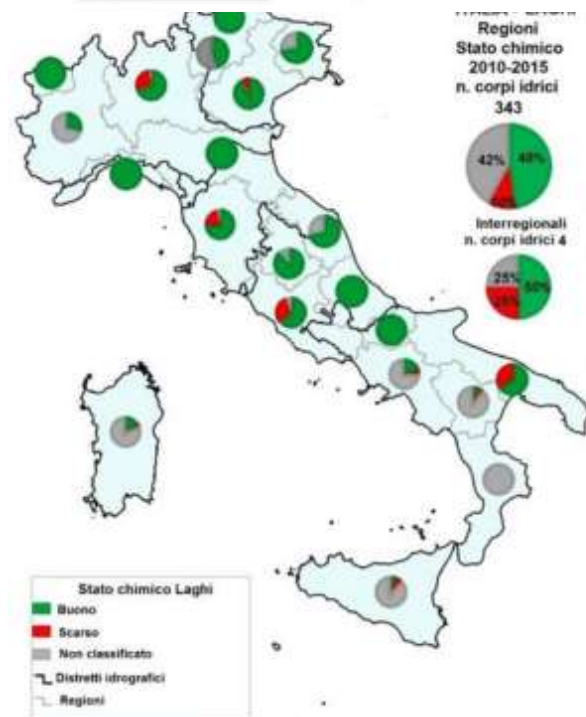 Regioni
Stato chimico
2010-2015
n. corpi idrici
343
42%
48%
Interregionali
n. corpi idrici 4
25%
50%
25%
Stato chimico Laghi
Buono
Scarso
Non classificato
Distretti idrografici
Regioni